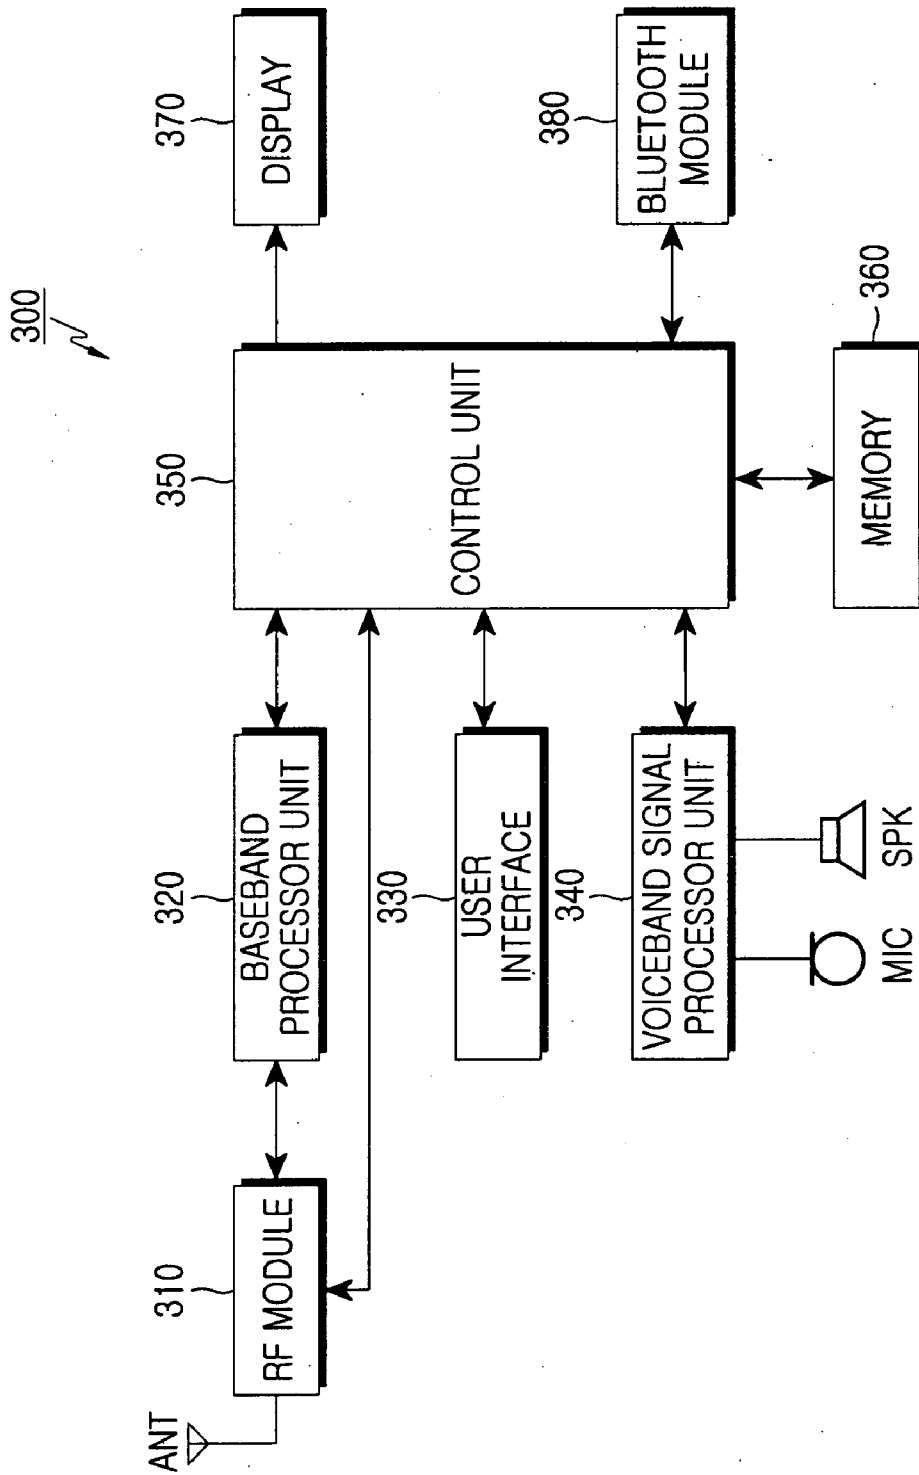 300
ANT
310
RF MODULE
320
BASEBAND
PROCESSOR UNIT
350
CONTROL UNIT
370
DISPLAY
330
USER
INTERFACE
340
VOICEBAND SIGNAL
PROCESSOR UNIT
380
BLUETOOTH
MODULE
MIC
SPK
MEMORY
360